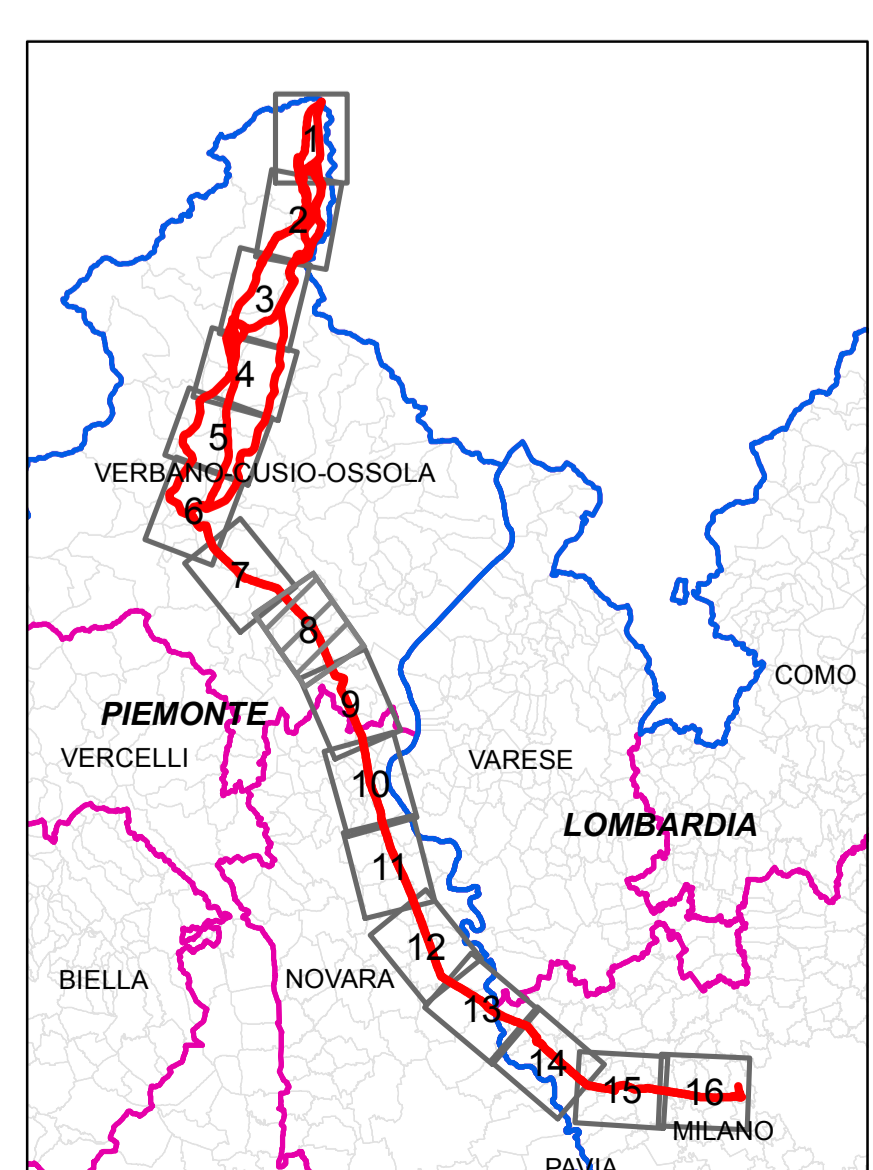 1
2
3
4
5
VERBANO-CUSIO-OSSOLA
6
7
8
COMO
9
PIEMONTE
VERCELLI
VARESE
10
LOMBARDIA
11
12
BIELLA
NOVARA
13
14
15
16
MILANO
PAVIA